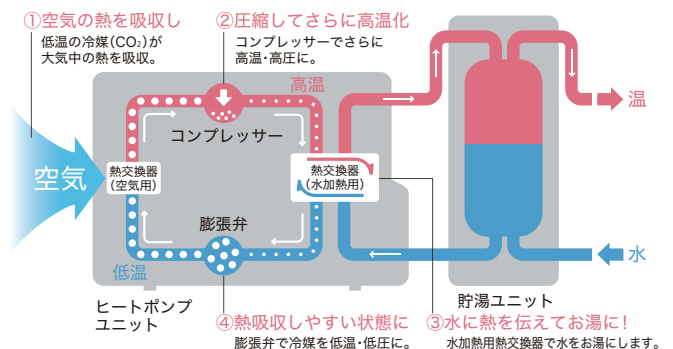 ①空気の熱を吸収し
低温の冷媒(CO₂)が
大気中の熱を吸収。
②圧縮してさらに高温化
コンプレッサーでさらに
高温・高圧に。
高温
コンプレッサー
温
空気
熱交換器
(空気用)
熱交換器
(水加熱用)
膨張弁
低温
水
ヒートポンプ
ユニット
貯湯ユニット
④熱吸収しやすい状態に
膨張弁で冷媒を低温・低圧に。
③水に熱を伝えてお湯に!
水加熱用熱交換器で水をお湯にします。